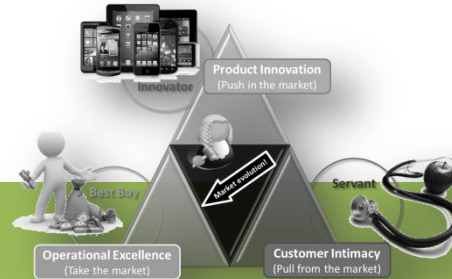 Product Innovation
(Push in the market)
Innovator
Market evolution!
Best Buy
Servant
Operational Excellence
(Take the market)
Customer Intimacy
(Pull from the market)